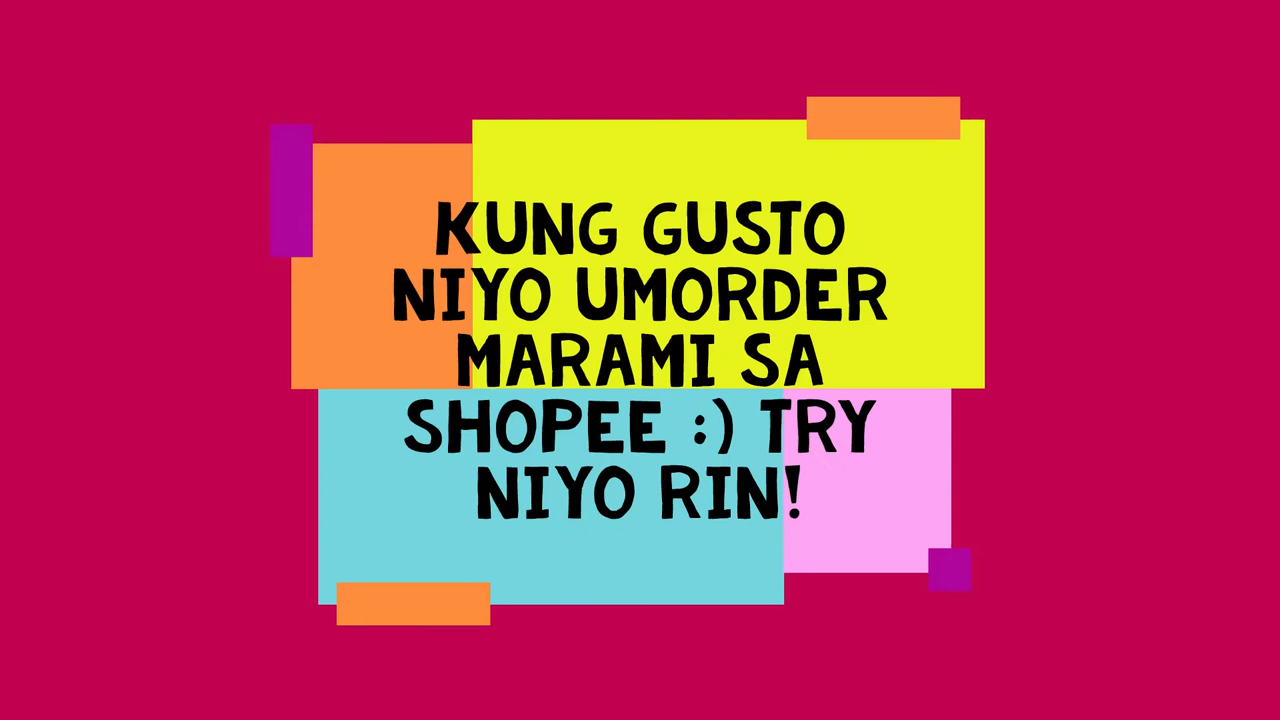 KUNG GUSTO
NIYO UMORDER
MARAMI SA
SHOPEE :) TRY
NIYO RIN!